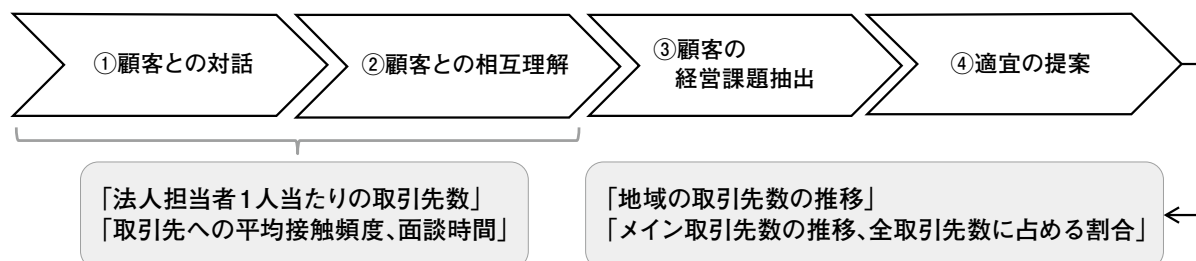 ①顧客との対話
②顧客との相互理解
③顧客の
経営課題抽出
④適宜の提案
「法人担当者1人当たりの取引先数」
「取引先への平均接触頻度、面談時間」
「地域の取引先数の推移」
「メイン取引先数の推移、全取引先数に占める割合」